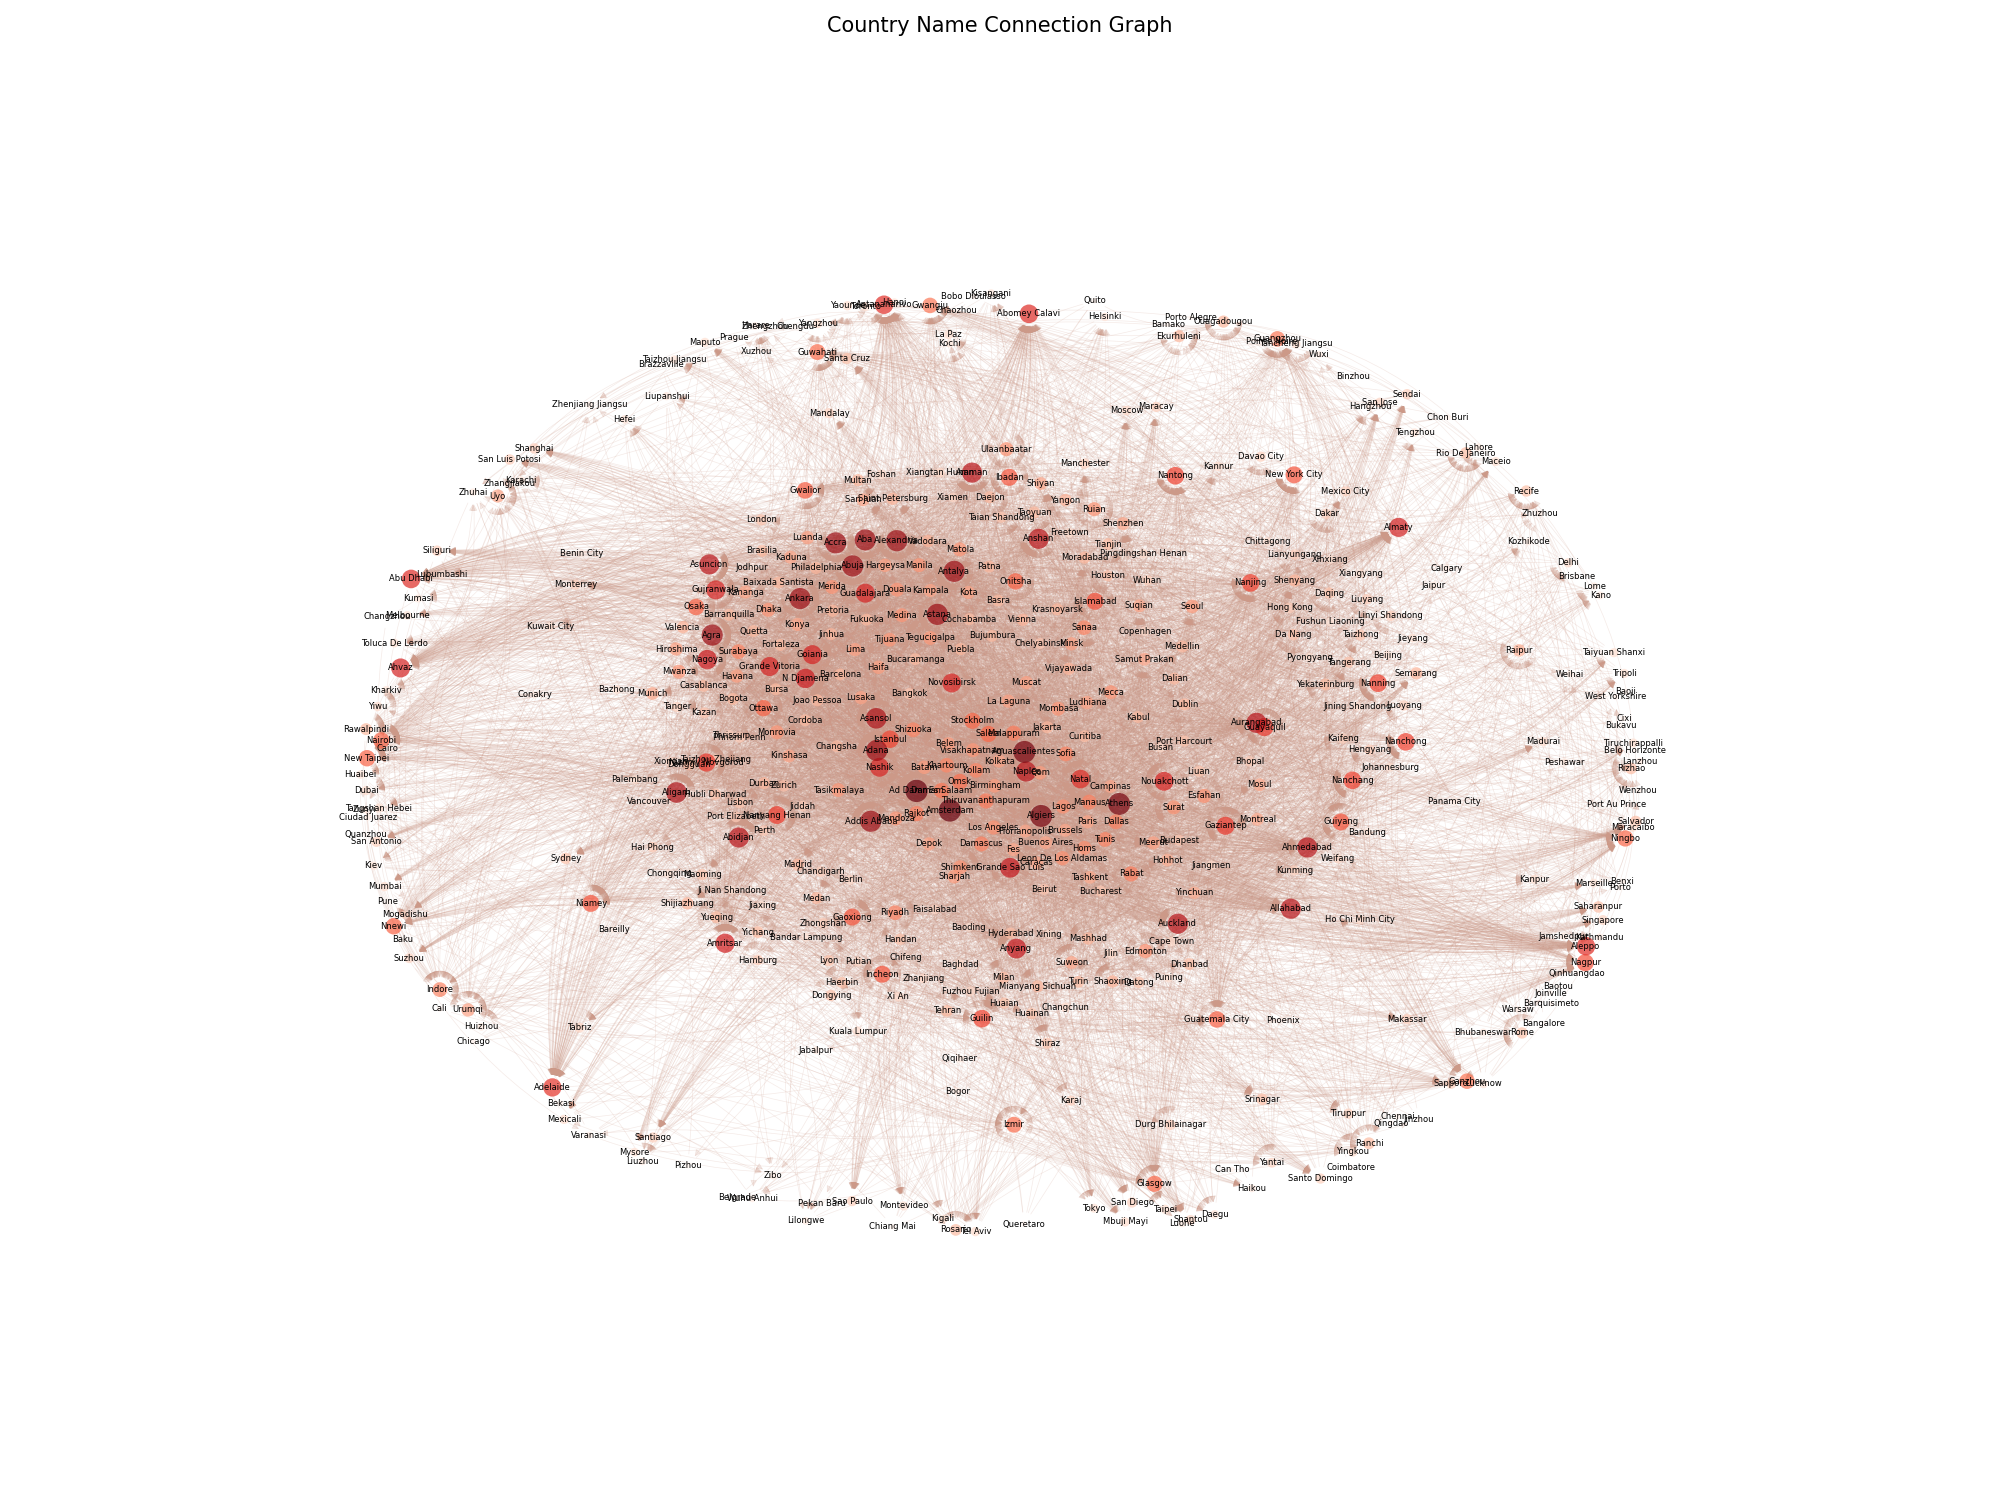 Country Name Connection Graph
Kisangani
Bobo Dioulasso
Quito
Hanoi
Gwangju
Chaozhou
Abomey Calavi
Helsinki
Porto Alegre
Ouagadougou
Bamako
Yangzhou
Prague
Maputo
Xuzhou
Guwahati
Santa Cruz
La Paz
Kochi
Ekurhuleni
Guangzhou
Wuxi
Taizhou Jiangsu
Brazzaville
Binzhou
Zhenjiang Jiangsu
Liupanshui
Sendai
San Jose
Hangzhou
Hefei
Mandalay
Moscow
Maracay
Chon Buri
Tengzhou
Shanghai
San Luis Potosi
Ulaanbaatar
Lahore
Rio De Janeiro
Maceio
Davao City
Manchester
Kannur
New York City
Nantong
Xiangtan Hunan
Amman
Ibadan
Foshan
Multan
Shiyan
Karachi
Zhangjiakou
Zhuhai
Uyo
Gwalior
San Juan
Saint Petersburg
Xiamen
Daejon
Yangon
Mexico City
Recife
Ruian
Taoyuan
Taian Shandong
Dakar
Zhuzhou
London
Shenzhen
Freetown
Almaty
Luanda
Accra
Aba
Alexandria
Vadodara
Anshan
Tianjin
Chittagong
Kozhikode
Siliguri
Benin City
Brasilia
Kaduna
Matola
Moradabad
Pingdingshan Henan
Lianyungang
Xinxiang
Delhi
Asuncion
Jodhpur
Philadelphia
Abuja
Hargeysa
Manila
Antalya
Patna
Houston
Xiangyang
Calgary
Brisbane
Abu Dhabi
Lubumbashi
Monterrey
Baixada Santista
Onitsha
Wuhan
Nanjing
Shenyang
Jaipur
Lome
Kano
Gujranwala
Kananga
Merida
Guadalajara
Douala
Kampala
Kota
Daqing
Kumasi
Osaka
Ankara
Dhaka
Pretoria
Basra
Islamabad
Suqian
Seoul
Hong Kong
Liuyang
Changzhou
Melbourne
Barranquilla
Fukuoka
Medina
Astana
Cochabamba
Krasnoyarsk
Vienna
Fushun Liaoning
Linyi Shandong
Kuwait City
Valencia
Quetta
Konya
Jinhua
Tijuana
Tegucigalpa
Bujumbura
Sanaa
Copenhagen
Da Nang
Taizhong
Jieyang
Toluca De Lerdo
Agra
Fortaleza
Lima
Puebla
Chelyabinsk
Minsk
Medellin
Hiroshima
Surabaya
Goiania
Bucaramanga
Samut Prakan
Pyongyang
Beijing
Raipur
Taiyuan Shanxi
Ahvaz
Nagoya
Mwanza
Grande Vitoria
Haifa
Vijayawada
Tangerang
Semarang
Tripoli
Weihai
Havana
Barcelona
N Djamena
Bangkok
Novosibirsk
Muscat
Dalian
Yekaterinburg
Nanning
Kharkiv
Conakry
Bazhong
Munich
Casablanca
Bursa
Bogota
Joao Pessoa
Lusaka
La Laguna
Mecca
Ludhiana
Baoji
West Yorkshire
Yiwu
Tanger
Kazan
Ottawa
Mombasa
Dublin
Jining Shandong
Luoyang
Cixi
Bukavu
Rawalpindi
Nairobi
Cairo
Cordoba
Asansol
Shizuoka
Stockholm
Kabul
Aurangabad
Guayaquil
Phnom Penh
Monrovia
Istanbul
Belem
Salem
Malappuram
Jakarta
Curitiba
Port Harcourt
Kaifeng
Nanchong
Hengyang
Madurai
Tiruchirappalli
Belo Horizonte
New Taipei
Kinshasa
Changsha
Adana
Visakhapatnam
Aguascalientes
Sofia
Busan
Bhopal
Lanzhou
Peshawar
Huaibei
Taizhou Zhejiang
Dongguan
Nashik
Batam
Khartoum
Kolkata
Kollam
Naples
Qom
Natal
Liuan
Johannesburg
Rizhao
Palembang
Durban
Zurich
Omsk
Birmingham
Nouakchott
Mosul
Nanchang
Dubai
Aligarh
Hubli Dharwad
Tasikmalaya
Ad Dammam
Dar Es Salaam
Campinas
Wenzhou
Vancouver
Lisbon
Jiddah
Thiruvananthapuram
Manaus
Athens
Esfahan
Panama City
Port Au Prince
Tangshan Hebei
Ciudad Juarez
Port Elizabeth
Nanyang Henan
Mendoza
Rajkot
Amsterdam
Lagos
Surat
Algiers
Addis Ababa
Paris
Dallas
Gaziantep
Montreal
Guiyang
Salvador
Quanzhou
San Antonio
Abidjan
Perth
Los Angeles
Florianopolis
Brussels
Bandung
Maracaibo
Ningbo
Hai Phong
Depok
Damascus
Buenos Aires
Fes
Homs
Tunis
Meerut
Budapest
Ahmedabad
Weifang
Sydney
Kiev
Madrid
Chandigarh
Shimkent
Sharjah
Grande Sao Luis
Leon De Los Aldamas
Caracas
Hohhot
Jiangmen
Kunming
Chongqing
Maoming
Berlin
Tashkent
Rabat
Kanpur
Marseille
Benxi
Porto
Mumbai
Ji Nan Shandong
Beirut
Bucharest
Yinchuan
Pune
Niamey
Shijiazhuang
Jiaxing
Medan
Saharanpur
Mogadishu
Nnewi
Yueqing
Gaoxiong
Riyadh
Faisalabad
Allahabad
Ho Chi Minh City
Singapore
Bareilly
Zhongshan
Yichang
Baoding
Hyderabad
Xining
Auckland
Baku
Amritsar
Bandar Lampung
Handan
Mashhad
Cape Town
Jamshedpur
Kathmandu
Aleppo
Suzhou
Hamburg
Lyon
Putian
Chifeng
Anyang
Baghdad
Suweon
Jilin
Edmonton
Dhanbad
Nagpur
Qinhuangdao
Indore
Haerbin
Incheon
Zhanjiang
Milan
Turin
Shaoxing
Datong
Puning
Baotou
Joinville
Dongying
Xi An
Fuzhou Fujian
Mianyang Sichuan
Cali
Urumqi
Tehran
Huaian
Huainan
Changchun
Barquisimeto
Warsaw
Huizhou
Tabriz
Kuala Lumpur
Guilin
Guatemala City
Phoenix
Makassar
Bangalore
Bhubaneswar
Rome
Chicago
Jabalpur
Qiqihaer
Shiraz
Adelaide
Bekasi
Bogor
Karaj
Srinagar
Sapporo
Ganzhou
Lucknow
Mexicali
Varanasi
Santiago
Izmir
Durg Bhilainagar
Tiruppur
Chennai
Qingdao
Jinzhou
Mysore
Liuzhou
Pizhou
Zibo
Yingkou
Ranchi
Can Tho
Yantai
Coimbatore
Belgrade
Wuhu Anhui
Pekan Baru
Sao Paulo
Montevideo
Glasgow
Santo Domingo
Haikou
Lilongwe
Chiang Mai
Kigali
Rosario
Tel Aviv
Queretaro
Tokyo
San Diego
Mbuji Mayi
Taipei
Shantou
Luohe
Daegu